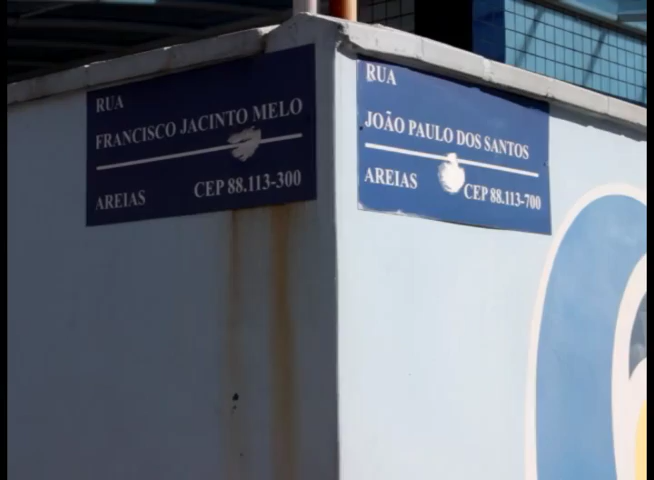 RUA
FRANCISCO JACINTO MELO
AREIAS CEP 88.113-300
RUA
JOÃO PAULO DOS SANTOS
AREIAS CEP 88.113-700